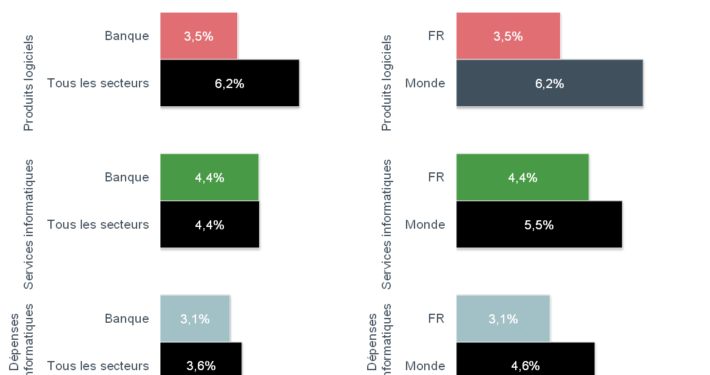 Produits logiciels
Banque
3,5%
Tous les secteurs
6,2%
Produits logiciels
FR
3,5%
Monde
6,2%
Services informatiques
Banque
4,4%
Tous les secteurs
4,4%
Services informatiques
FR
4,4%
Monde
5,5%
Dépenses
Banque
3,1%
Tous les secteurs
3,6%
Dépenses
FR
3,1%
Monde
4,6%